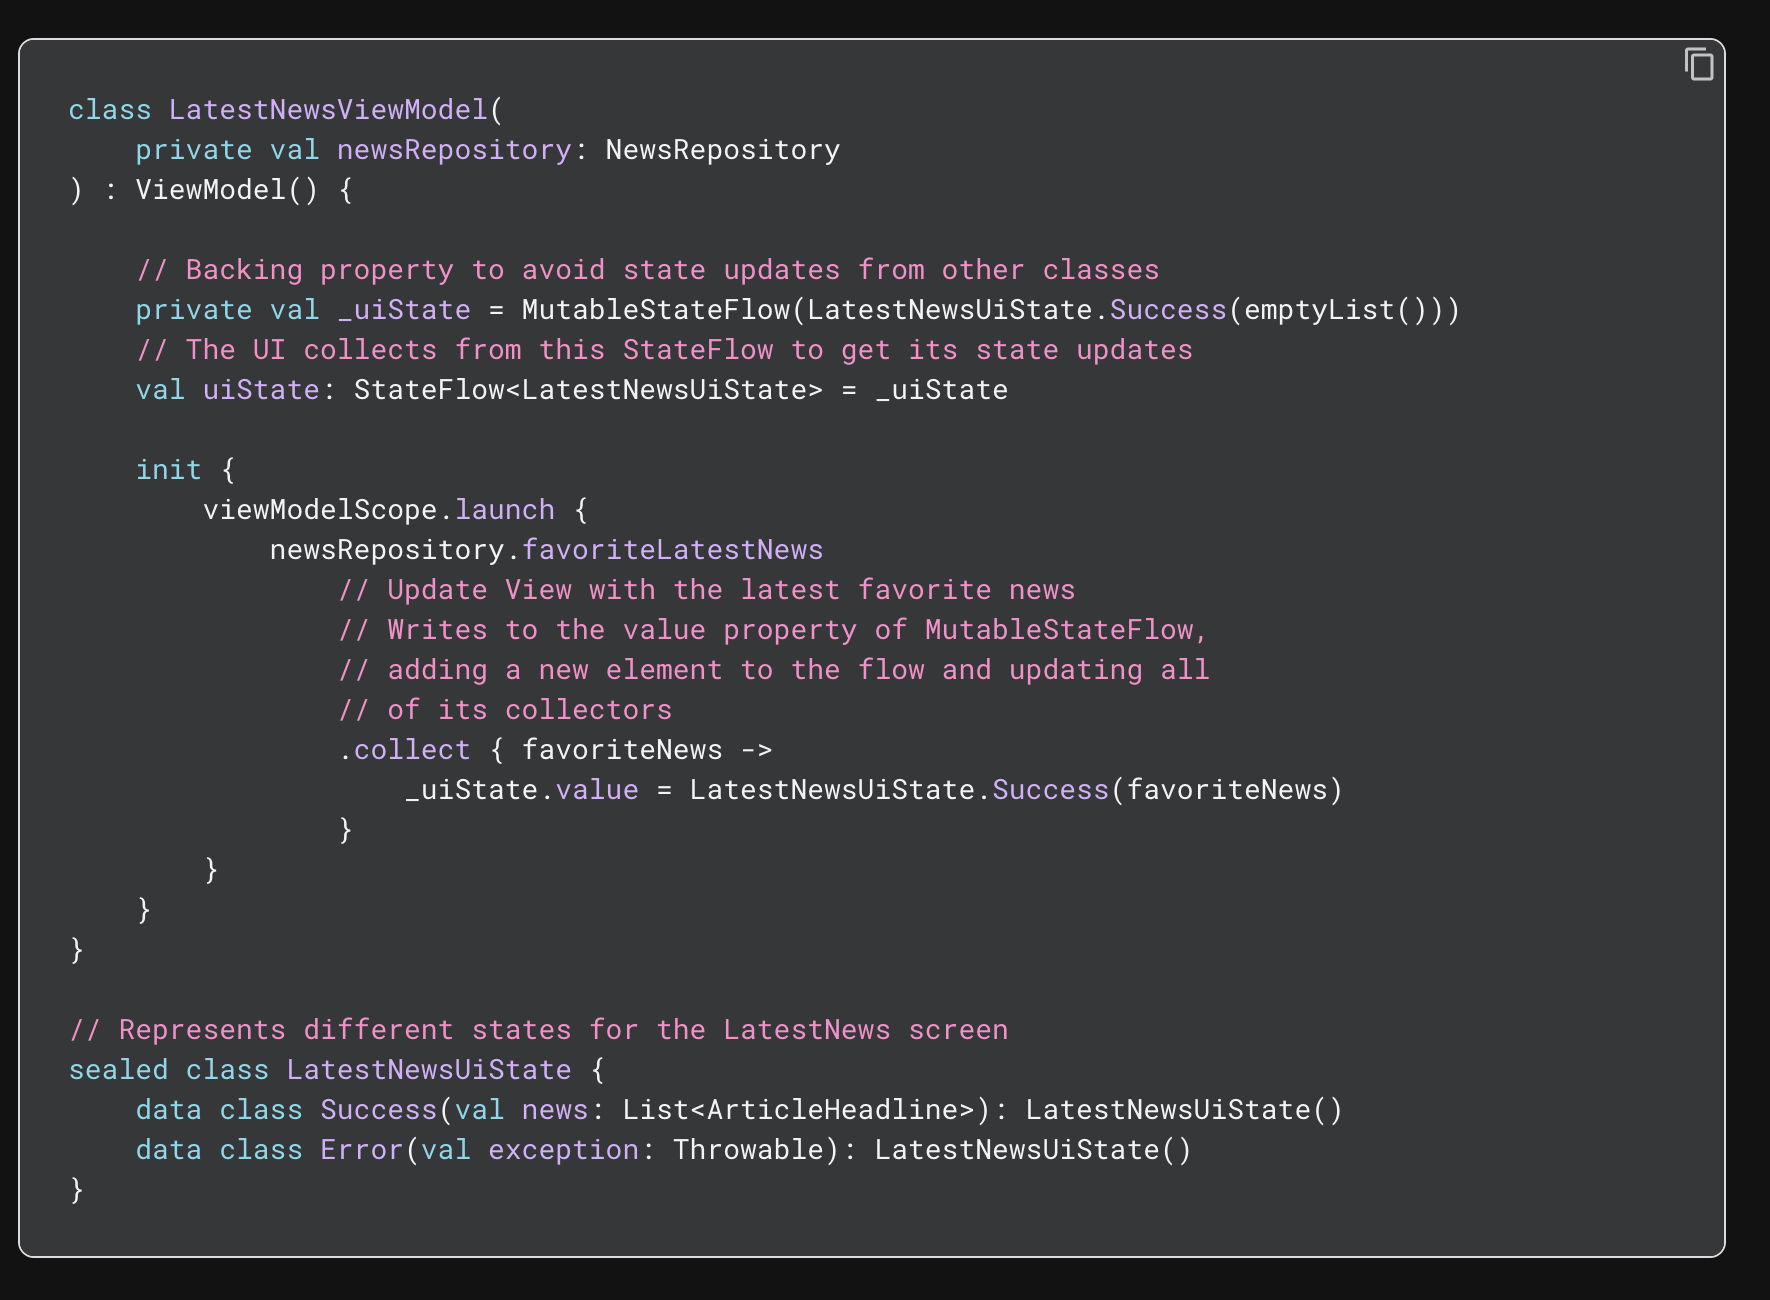 class LatestNewsViewModel(
    private val newsRepository: NewsRepository
) : ViewModel() {

    // Backing property to avoid state updates from other classes
    private val _uiState = MutableStateFlow(LatestNewsUiState.Success(emptyList()))
    // The UI collects from this StateFlow to get its state updates
    val uiState: StateFlow<LatestNewsUiState> = _uiState

    init {
        viewModelScope.launch {
            newsRepository.favoriteLatestNews
                // Update View with the latest favorite news
                // Writes to the value property of MutableStateFlow,
                // adding a new element to the flow and updating all
                // of its collectors
                .collect { favoriteNews ->
                    _uiState.value = LatestNewsUiState.Success(favoriteNews)
                }
        }
    }
}

// Represents different states for the LatestNews screen
sealed class LatestNewsUiState {
    data class Success(val news: List<ArticleHeadline>): LatestNewsUiState()
    data class Error(val exception: Throwable): LatestNewsUiState()
}